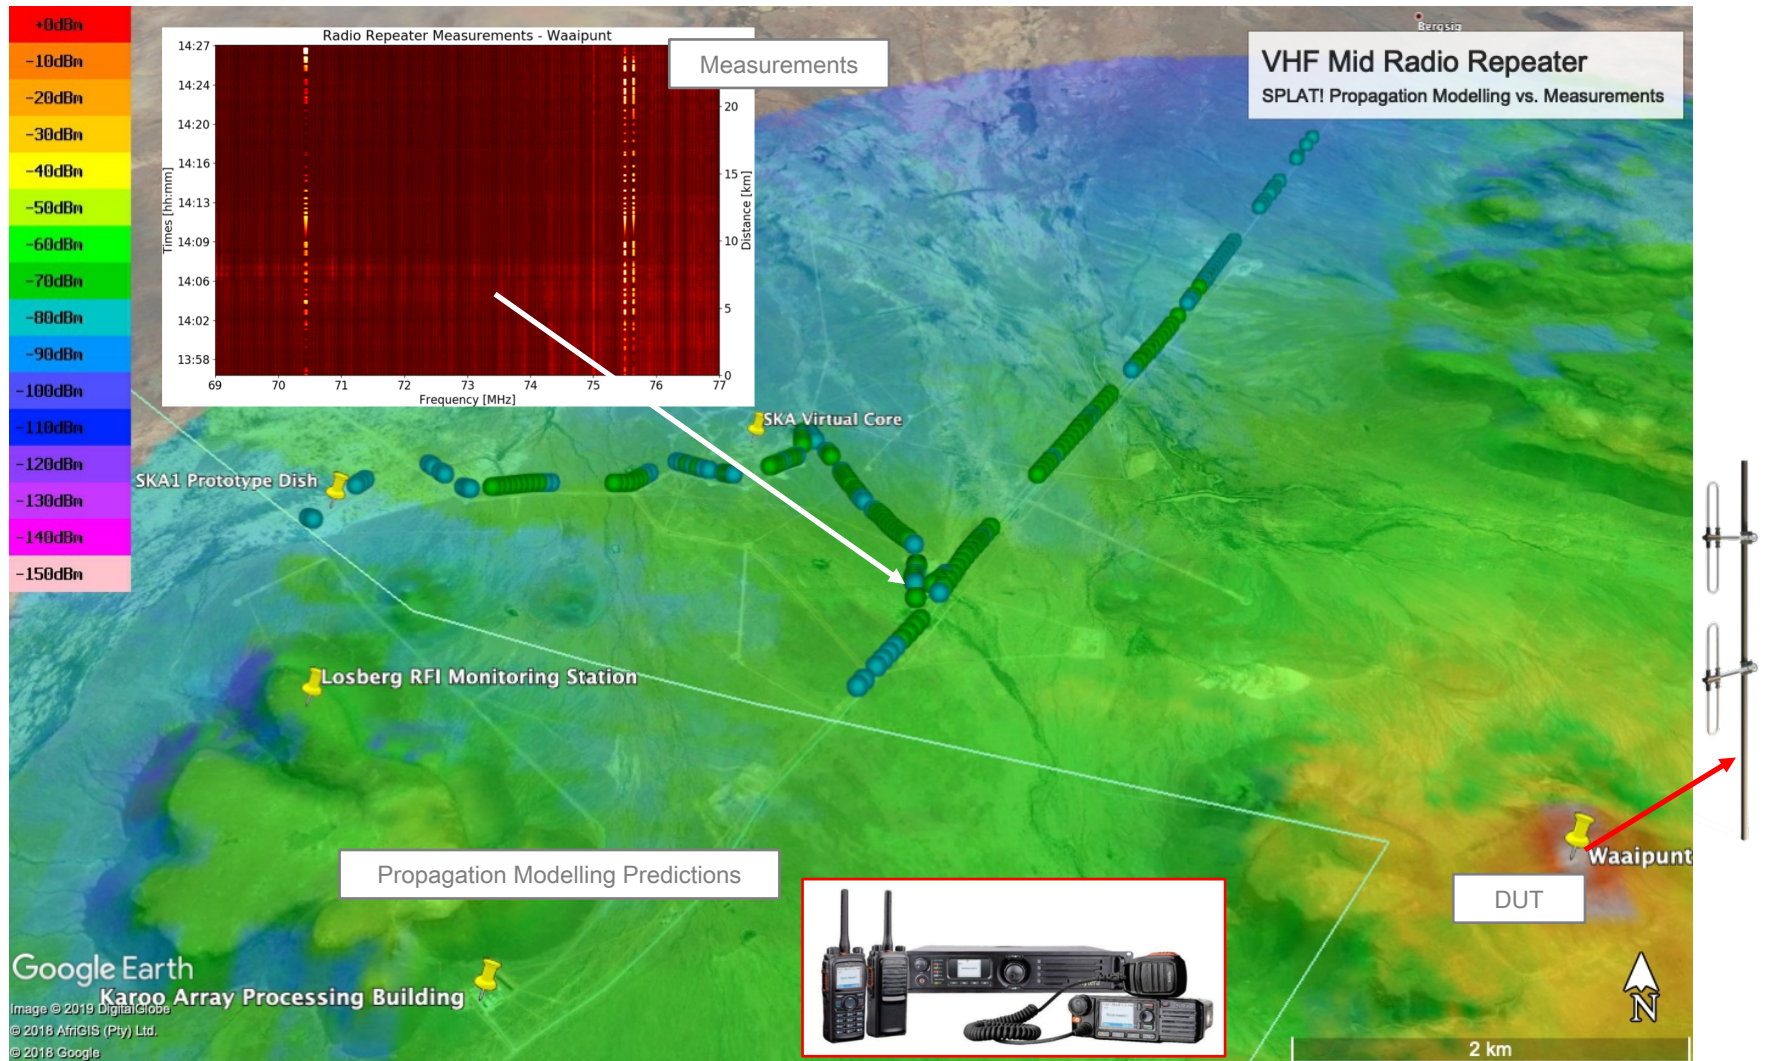 +0dBm
-10dBm
-20dBm
-30dBm
-40dBm
-50dBm
-60dBm
-70dBm
-80dBm
-90dBm
-100dBm
-110dBm
-120dBm
-130dBm
-140dBm
-150dBm
Radio Repeater Measurements - Waaipunt
Times [hh:mm]
14:27
14:24
14:20
14:16
14:13
14:09
14:06
14:02
13:58
69 70 71 72 73 74 75 76 77
Frequency [MHz]
20
15
10
5
0
Distance [km]
Measurements
Bergsig
VHF Mid Radio Repeater
SPLAT! Propagation Modelling vs. Measurements
SKA Virtual Core
SKA1 Prototype Dish
Losberg RFI Monitoring Station
Propagation Modelling Predictions
Waaipunt
DUT
Karoo Array Processing Building
Google Earth
Image © 2019 DigitalGlobe
© 2018 AfriGIS (Pty) Ltd.
© 2018 Google
N
2 km